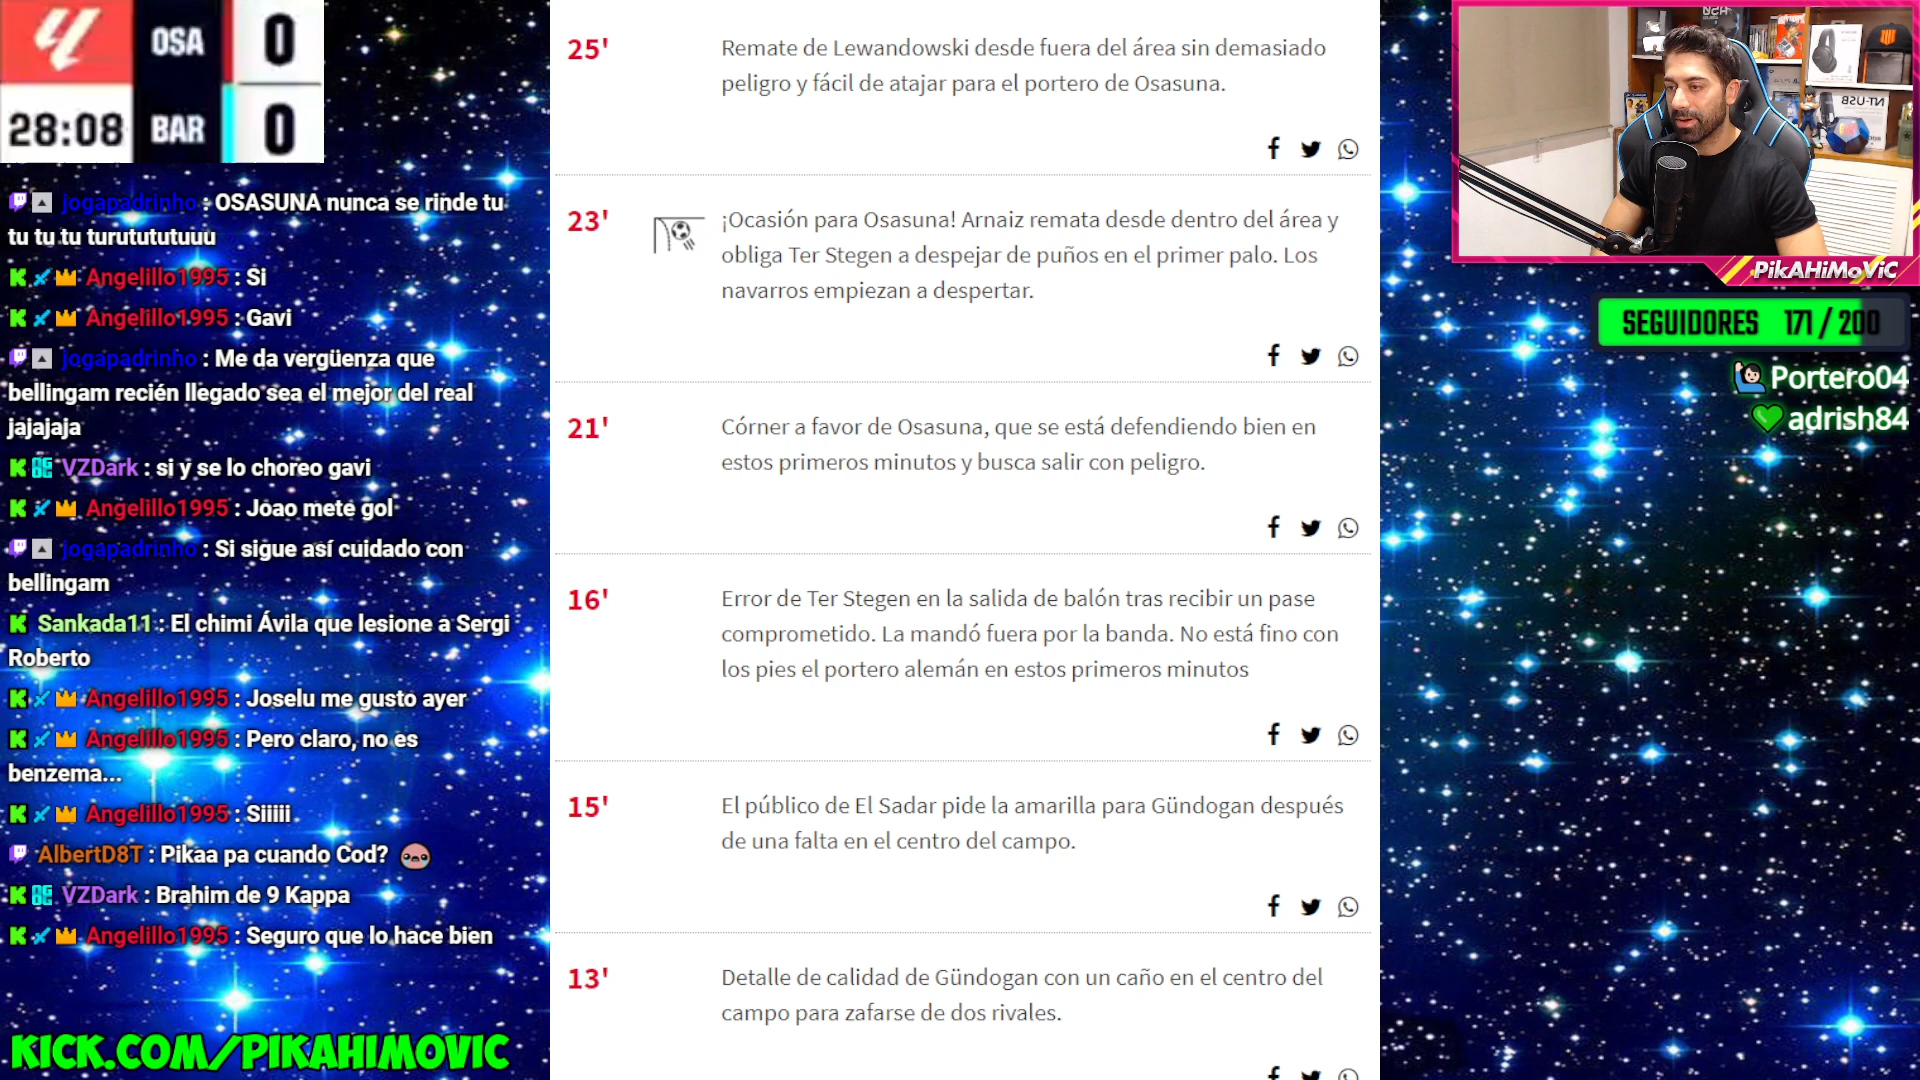 OSA 0
28:08 BAR 0
jogapadrinho : OSASUNA nunca se rinde tu
tu tu tu turutututuuu
Angelillo1995 : Si
Angelillo1995 : Gavi
jogapadrinho : Me da vergüenza que
bellingam recién llegado sea el mejor del real
jajajaja
VZDark : si y se lo choreo gavi
Angelillo1995 : Joao mete gol
jogapadrinho : Si sigue así cuidado con
bellingam
Sankada11 : El chimi Ávila que lesione a Sergi
Roberto
Angelillo1995 : Joselu me gusto ayer
Angelillo1995 : Pero claro, no es
benzema...
Angelillo1995 : Siiiii
AlbertD8T : Pikaa pa cuando Cod?
VZDark : Brahim de 9 Kappa
Angelillo1995 : Seguro que lo hace bien
KICK.COM/PIKAHIMOVIC
25' Remate de Lewandowski desde fuera del área sin demasiado
peligro y fácil de atajar para el portero de Osasuna.
23' ¡Ocasión para Osasuna! Arnaiz remata desde dentro del área y
obliga Ter Stegen a despejar de puños en el primer palo. Los
navarros empiezan a despertar.
21' Córner a favor de Osasuna, que se está defendiendo bien en
estos primeros minutos y busca salir con peligro.
16' Error de Ter Stegen en la salida de balón tras recibir un pase
comprometido. La mandó fuera por la banda. No está fino con
los pies el portero alemán en estos primeros minutos
15' El público de El Sadar pide la amarilla para Gündogan después
de una falta en el centro del campo.
13' Detalle de calidad de Gündogan con un caño en el centro del
campo para zafarse de dos rivales.
NT-USB
PikAHiMoViC
SEGUIDORES 171 / 200
Portero04
adrish84